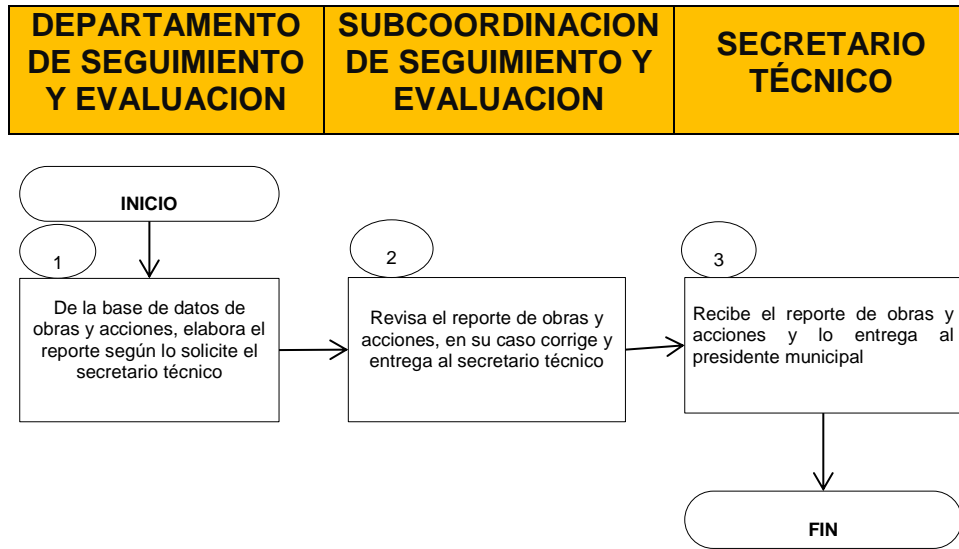 DEPARTAMENTO
DE SEGUIMIENTO
Y EVALUACION
SUBCOORDINACION
DE SEGUIMIENTO Y
EVALUACION
SECRETARIO
TÉCNICO
INICIO
1
De la base de datos de
obras y acciones, elabora el
reporte según lo solicite el
secretario técnico
2
Revisa el reporte de obras y
acciones, en su caso corrige y
entrega al secretario técnico
3
Recibe el reporte de obras y
acciones y lo entrega al
presidente municipal
FIN